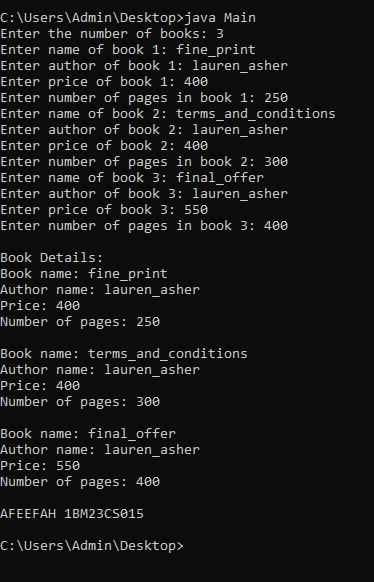 C:\Users\Admin\Desktop>java Main
Enter the number of books: 3
Enter name of book 1: fine_print
Enter author of book 1: lauren_asher
Enter price of book 1: 400
Enter number of pages in book 1: 250
Enter name of book 2: terms_and_conditions
Enter author of book 2: lauren_asher
Enter price of book 2: 400
Enter number of pages in book 2: 300
Enter name of book 3: final_offer
Enter author of book 3: lauren_asher
Enter price of book 3: 550
Enter number of pages in book 3: 400

Book Details:
Book name: fine_print
Author name: lauren_asher
Price: 400
Number of pages: 250

Book name: terms_and_conditions
Author name: lauren_asher
Price: 400
Number of pages: 300

Book name: final_offer
Author name: lauren_asher
Price: 550
Number of pages: 400

AFEEFAH 1BM23CS015

C:\Users\Admin\Desktop>